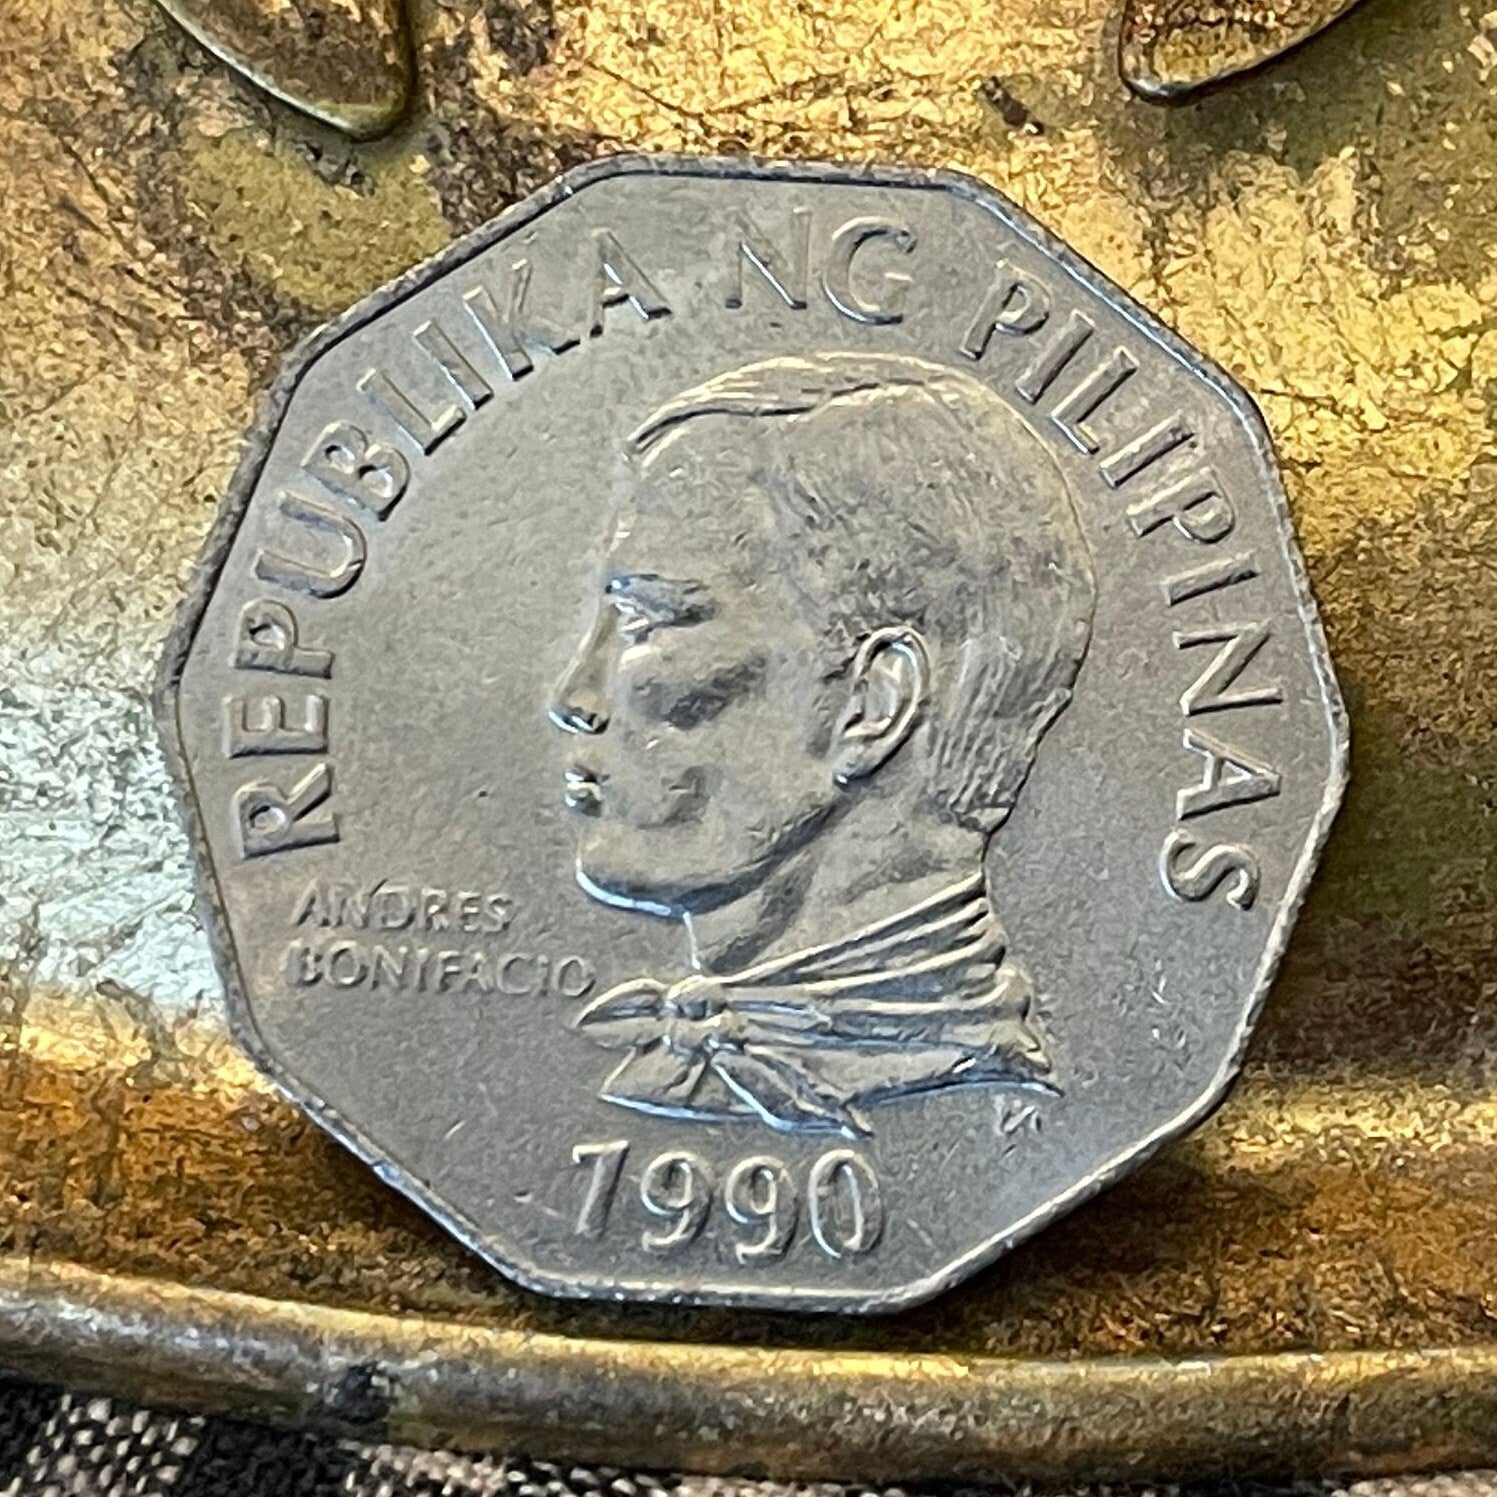 REPUBLIKA NG PILIPINAS
ANDRES
BONIFACIO
1990